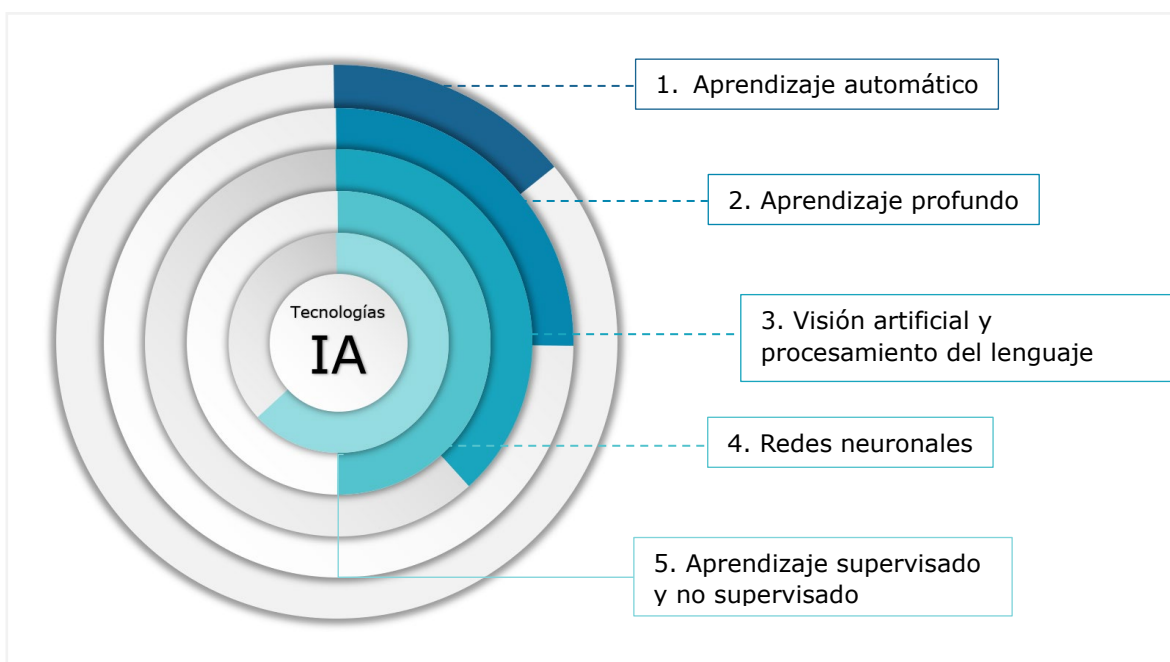 1. Aprendizaje automático
2. Aprendizaje profundo
Tecnologías
IA
3. Visión artificial y
procesamiento del lenguaje
4. Redes neuronales
5. Aprendizaje supervisado
y no supervisado